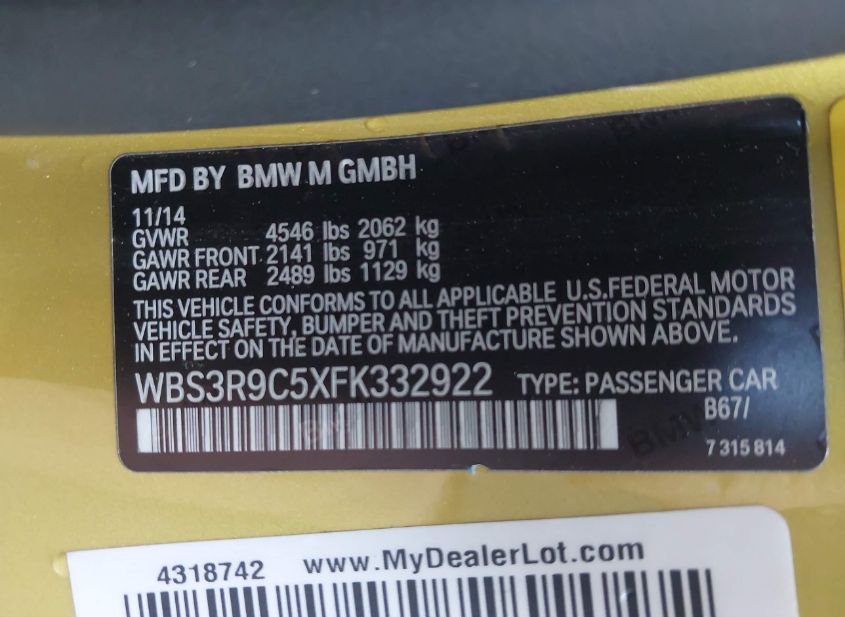 MFD BY BMW M GMBH
11/14
GVWR 4546 lbs 2062 kg
GAWR FRONT 2141 lbs 971 kg
GAWR REAR 2489 lbs 1129 kg
THIS VEHICLE CONFORMS TO ALL APPLICABLE U.S.FEDERAL MOTOR
VEHICLE SAFETY, BUMPER AND THEFT PREVENTION STANDARDS
IN EFFECT ON THE DATE OF MANUFACTURE SHOWN ABOVE.
WBS3R9C5XFK332922 TYPE: PASSENGER CAR
B67/
7 315 814
4318742 www.MyDealerLot.com